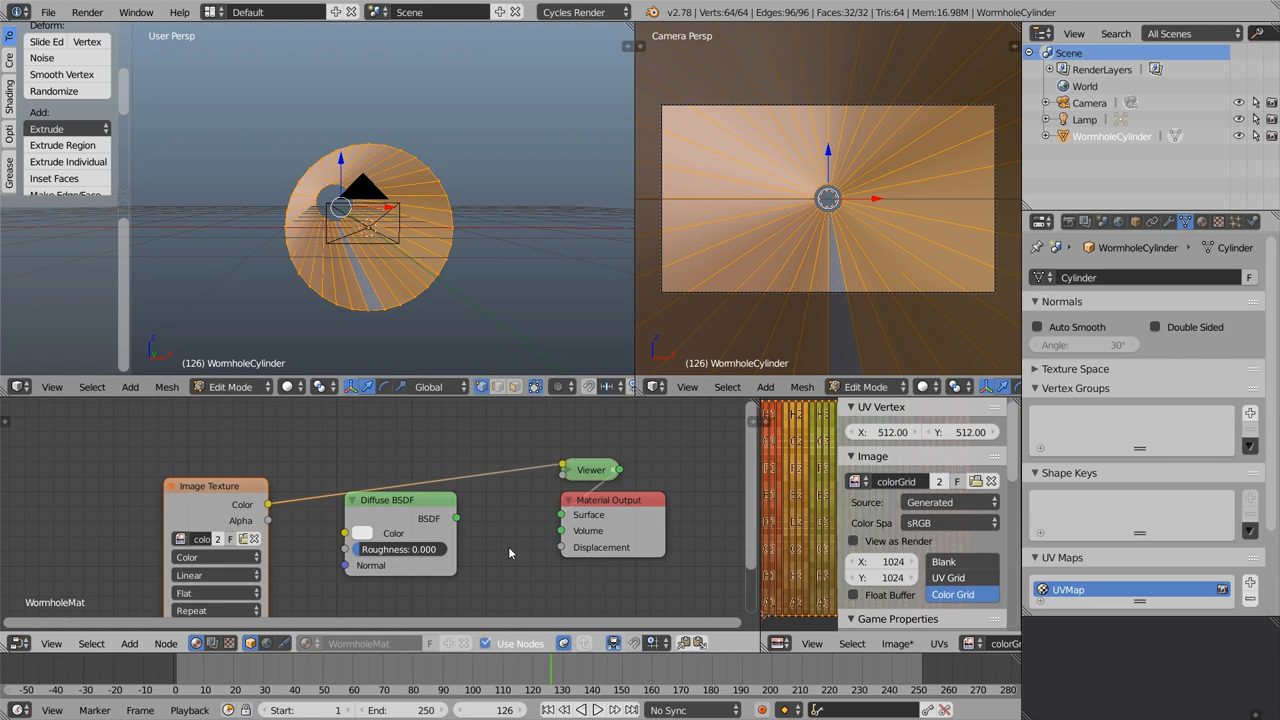 File Render Window Help Default Scene Cycles Render v2.78 | Verts:64/64 | Edges:96/96 | Faces:32/32 | Tris:64 | Mem:16.98M | WormholeCylinder
Deform:
Slide Ed Vertex
Noise
Smooth Vertex
Randomize
Add:
Extrude
Extrude Region
Extrude Individual
Inset Faces
Make Edge/Face
To
Cre
Shading
Opti
Grease
User Persp
(126) WormholeCylinder
Camera Persp
(126) WormholeCylinder
View Search All Scenes
Scene
RenderLayers
World
Camera
Lamp
WormholeCylinder
WormholeCylinder Cylinder
Cylinder F
Normals
Auto Smooth Double Sided
Angle: 30°
Texture Space
Vertex Groups
Shape Keys
UV Maps
UVMap
View Select Add Mesh Edit Mode Global
View Select Add Mesh Edit Mode
Image Texture
Color
Alpha
colo 2 F
Color
Linear
Flat
Repeat
Diffuse BSDF
BSDF
Color
Roughness: 0.000
Normal
Viewer
Material Output
Surface
Volume
Displacement
WormholeMat
UV Vertex
X: 512.00 Y: 512.00
Image
colorGrid 2 F
Source: Generated
Color Spa sRGB
View as Render
X: 1024 Blank
Y: 1024 UV Grid
Float Buffer Color Grid
Game Properties
View Select Add Node WormholeMat F Use Nodes
View Select Image* UVs colorGr
-50 -40 -30 -20 -10 0 10 20 30 40 50 60 70 80 90 100 110 120 130 140 150 160 170 180 190 200 210 220 230 240 250 260 270 280
View Marker Frame Playback Start: 1 End: 250 126 No Sync